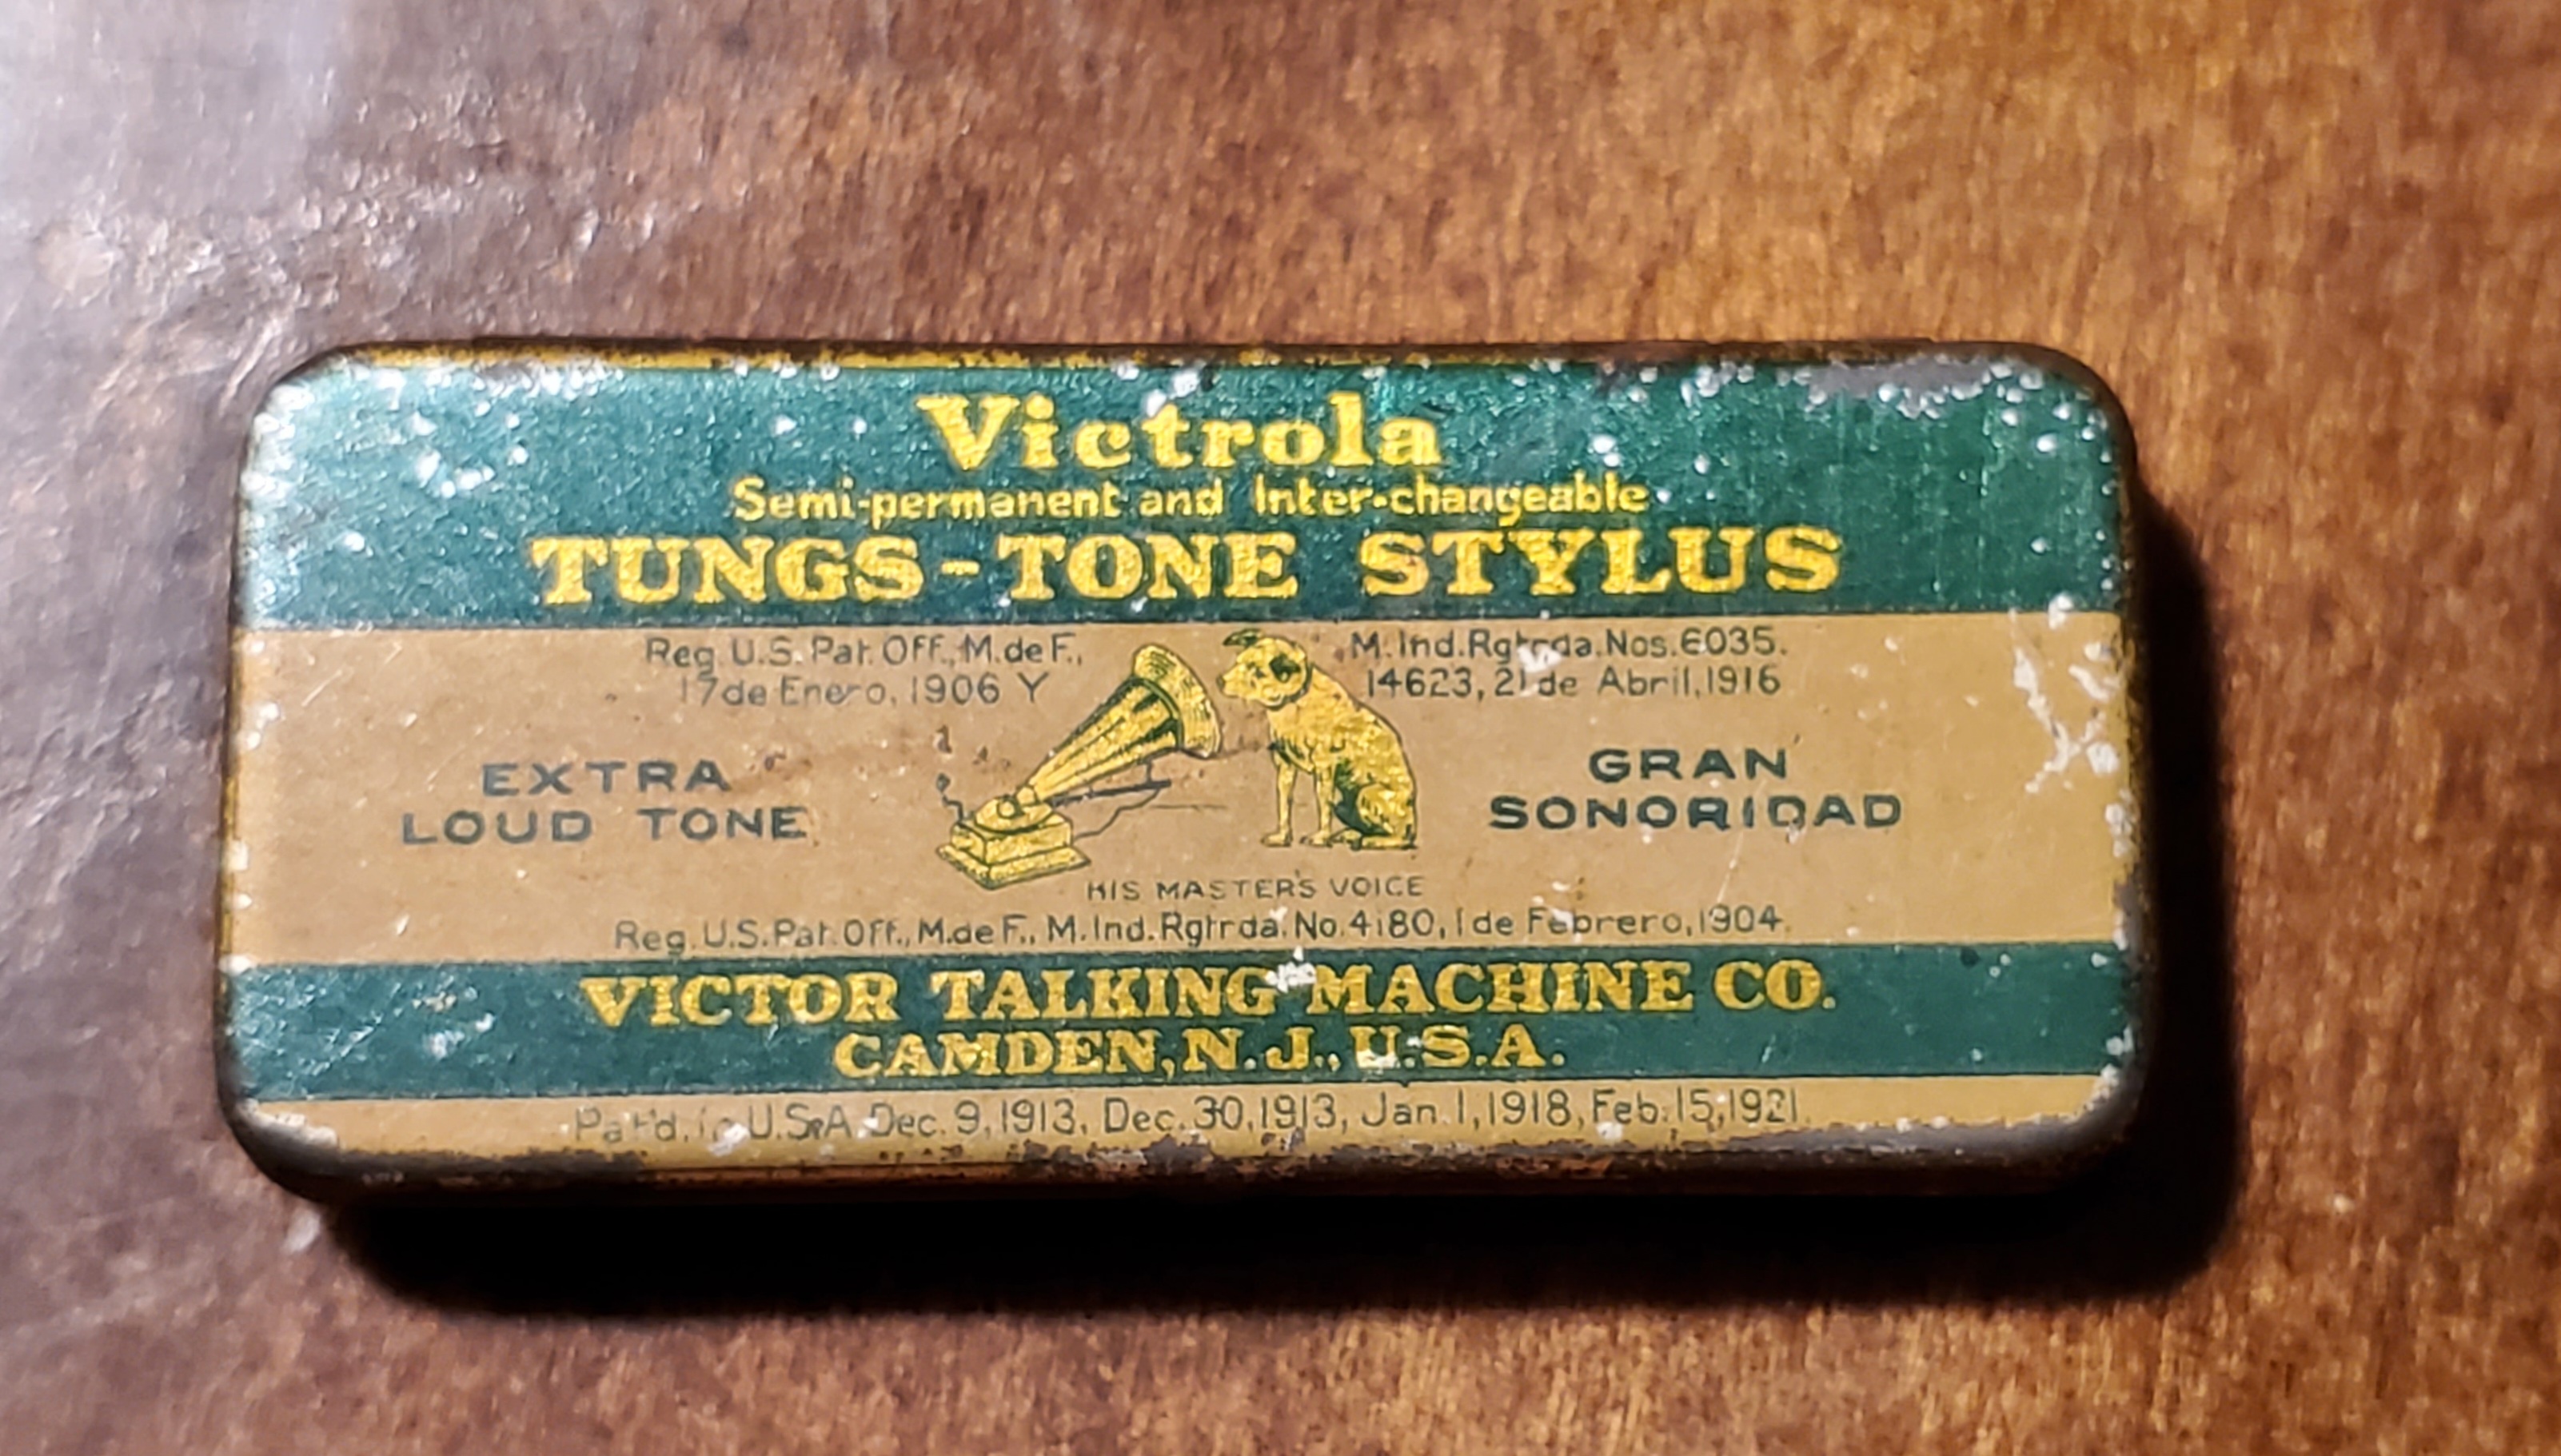 Victrola
Semi-permanent and Inter-changeable
TUNGS-TONE STYLUS
Reg. U.S. Pat. Off., M. de F., M. Ind. Rgtrda. Nos. 6035.
17 de Enero, 1906 Y 14623, 21 de Abril, 1916
EXTRA
LOUD TONE
GRAN
SONORIDAD
HIS MASTER'S VOICE
Reg. U.S. Pat. Off., M. de F., M. Ind. Rgtrda. No. 4180, 1 de Febrero, 1904.
VICTOR TALKING MACHINE CO.
CAMDEN, N. J., U.S.A.
Pat'd. in U.S.A. Dec. 9, 1913, Dec. 30, 1913, Jan. 1, 1918, Feb. 15, 1921.